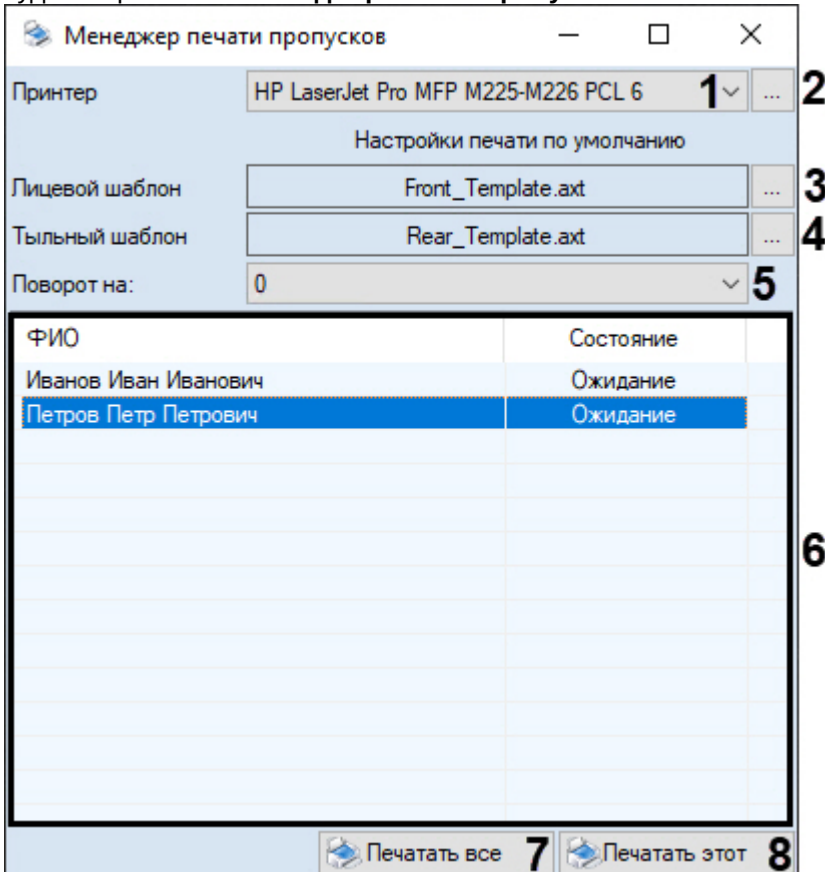 Менеджер печати пропусков
Принтер HP LaserJet Pro MFP M225-M226 PCL 6 1 ... 2
Настройки печати по умолчанию
Лицевой шаблон Front_Template.axt ... 3
Тыльный шаблон Rear_Template.axt ... 4
Поворот на: 0 5
ФИО Состояние
Иванов Иван Иванович Ожидание
Петров Петр Петрович Ожидание
6
Печатать все 7 Печатать этот 8